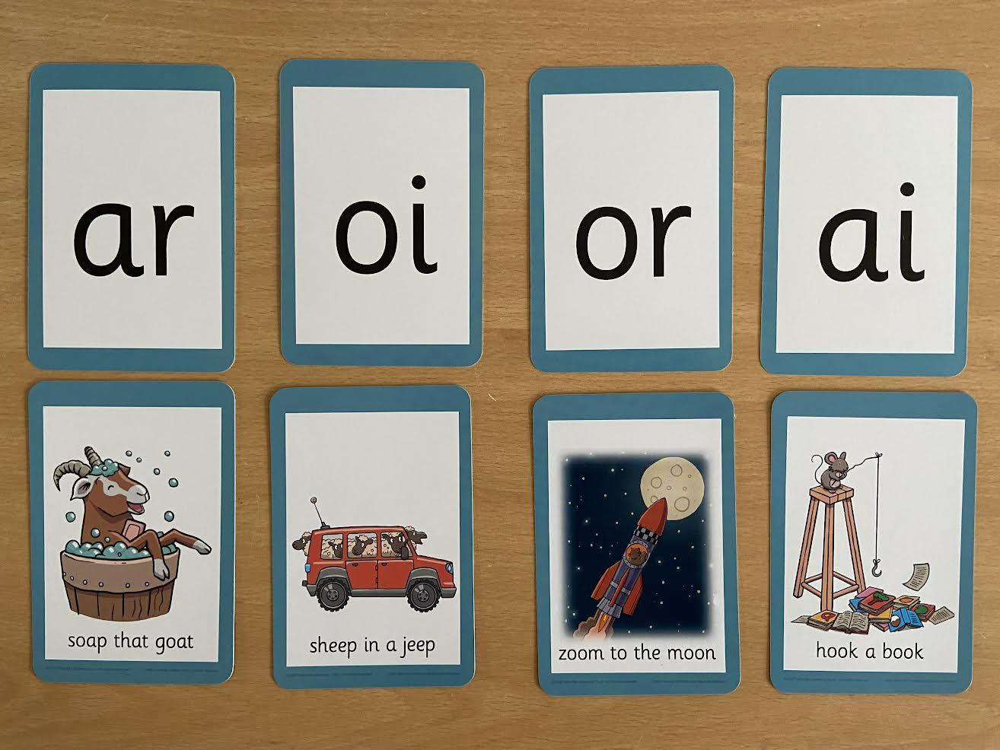 ar
oi
or
ai
soap that goat
sheep in a jeep
zoom to the moon
hook a book